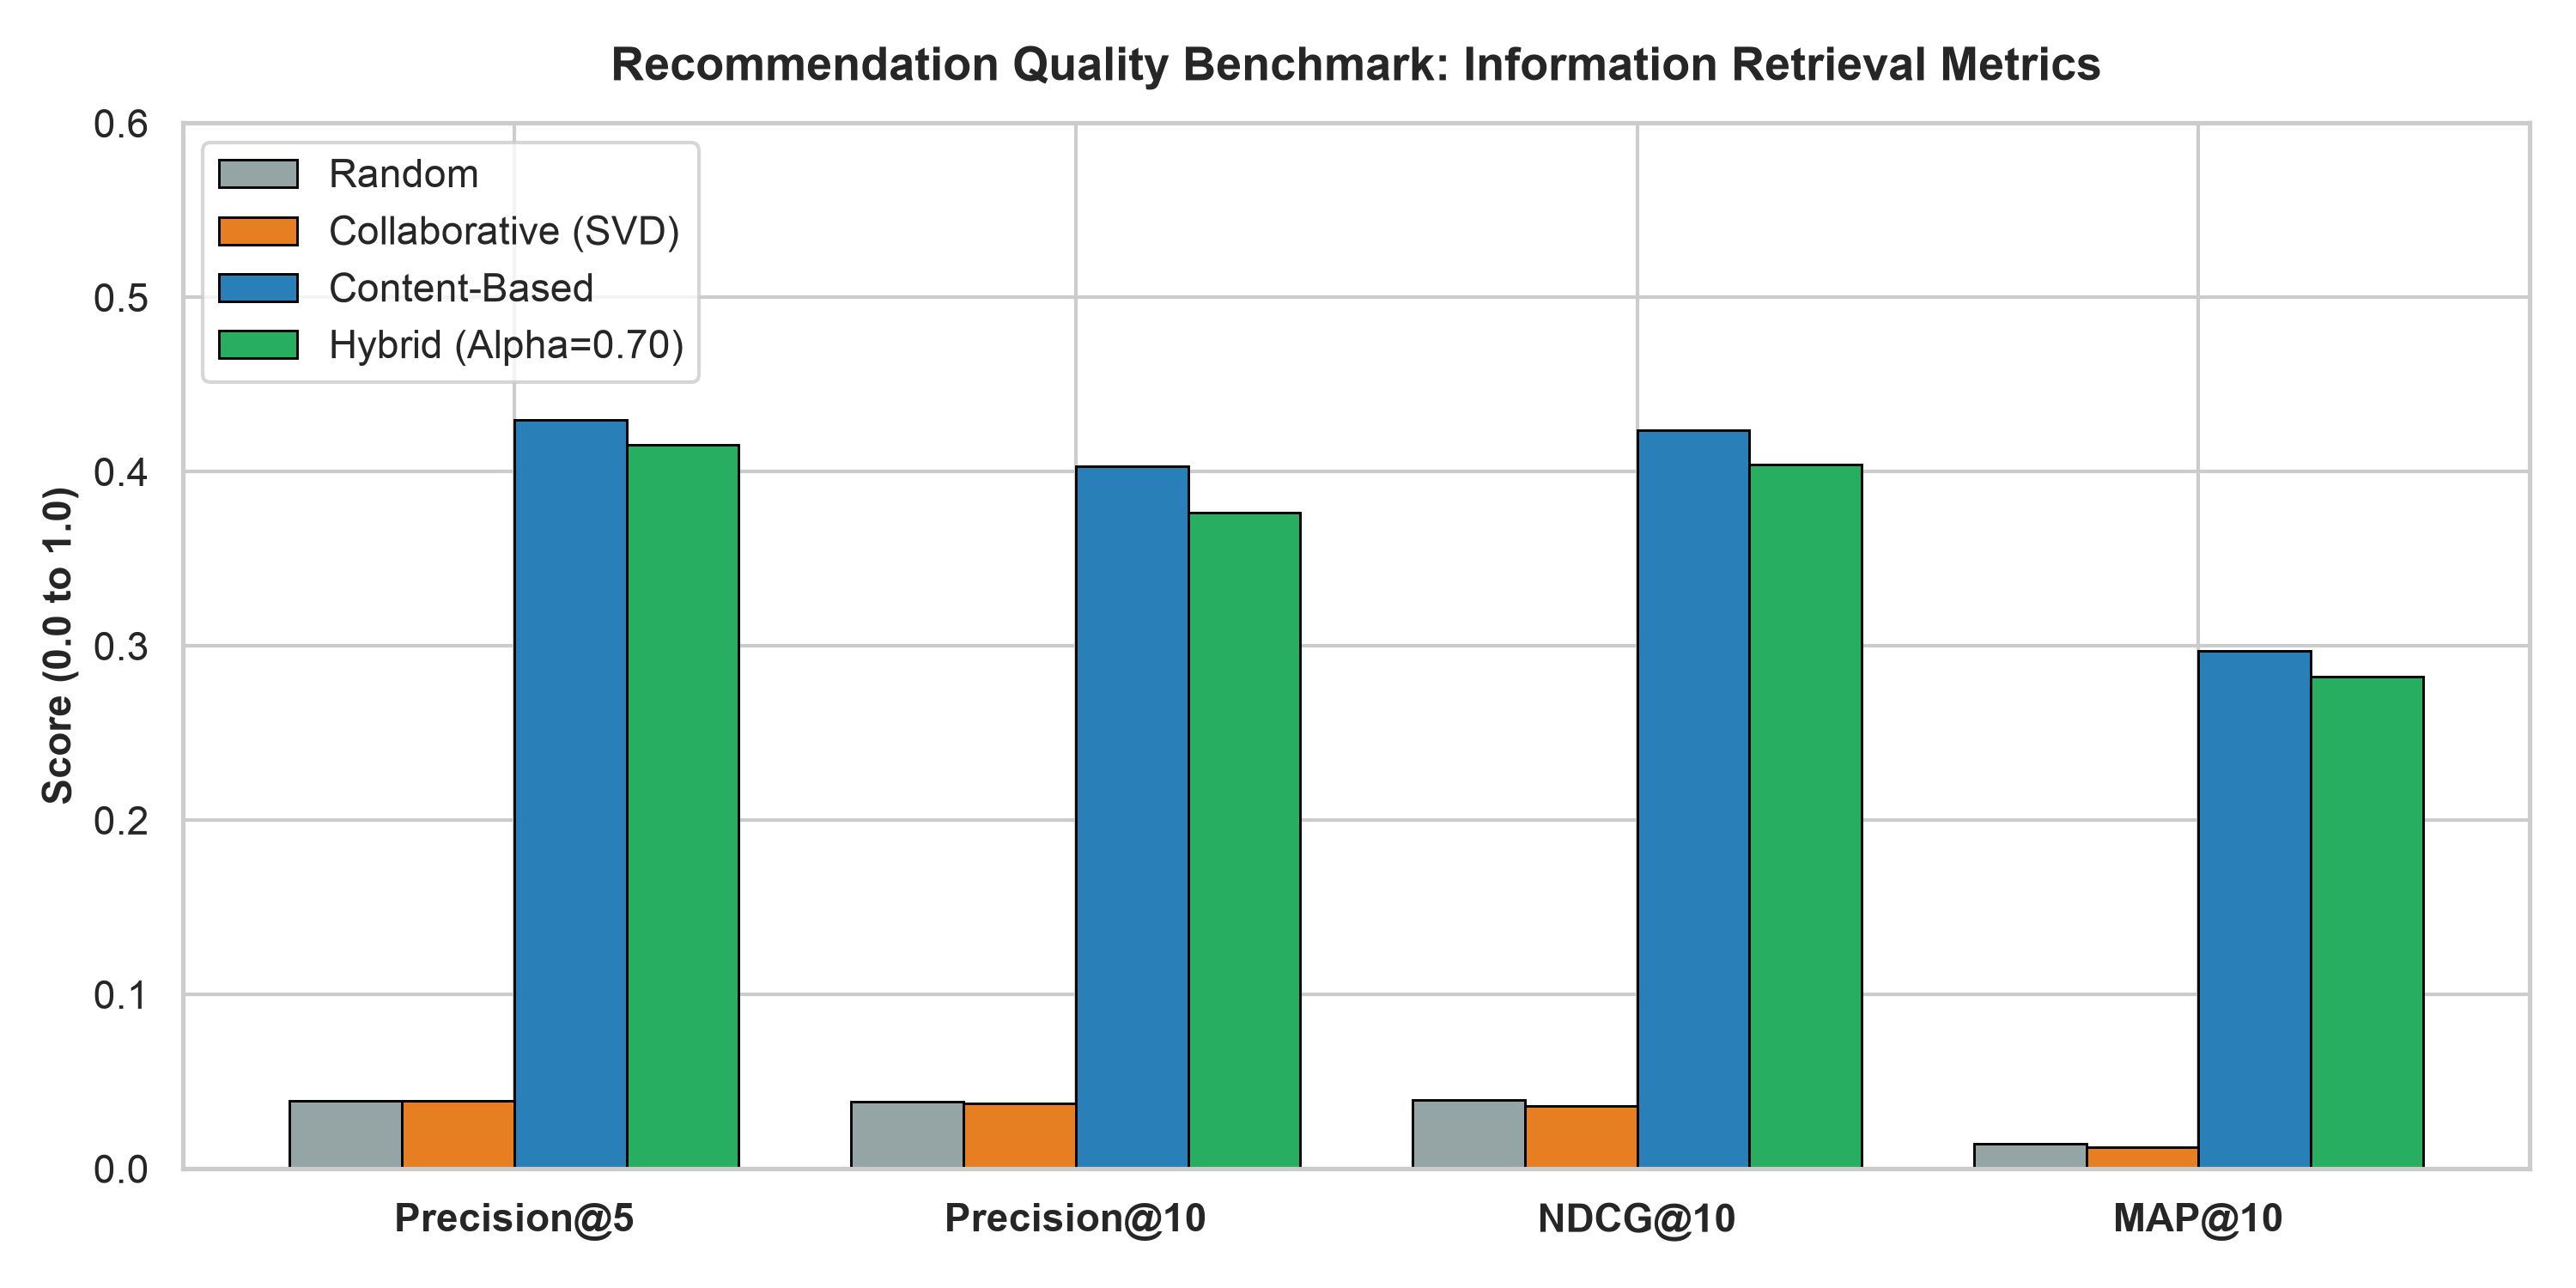 Recommendation Quality Benchmark: Information Retrieval Metrics
Score (0.0 to 1.0)
0.6
0.5
0.4
0.3
0.2
0.1
0.0
Random
Collaborative (SVD)
Content-Based
Hybrid (Alpha=0.70)
Precision@5
Precision@10
NDCG@10
MAP@10